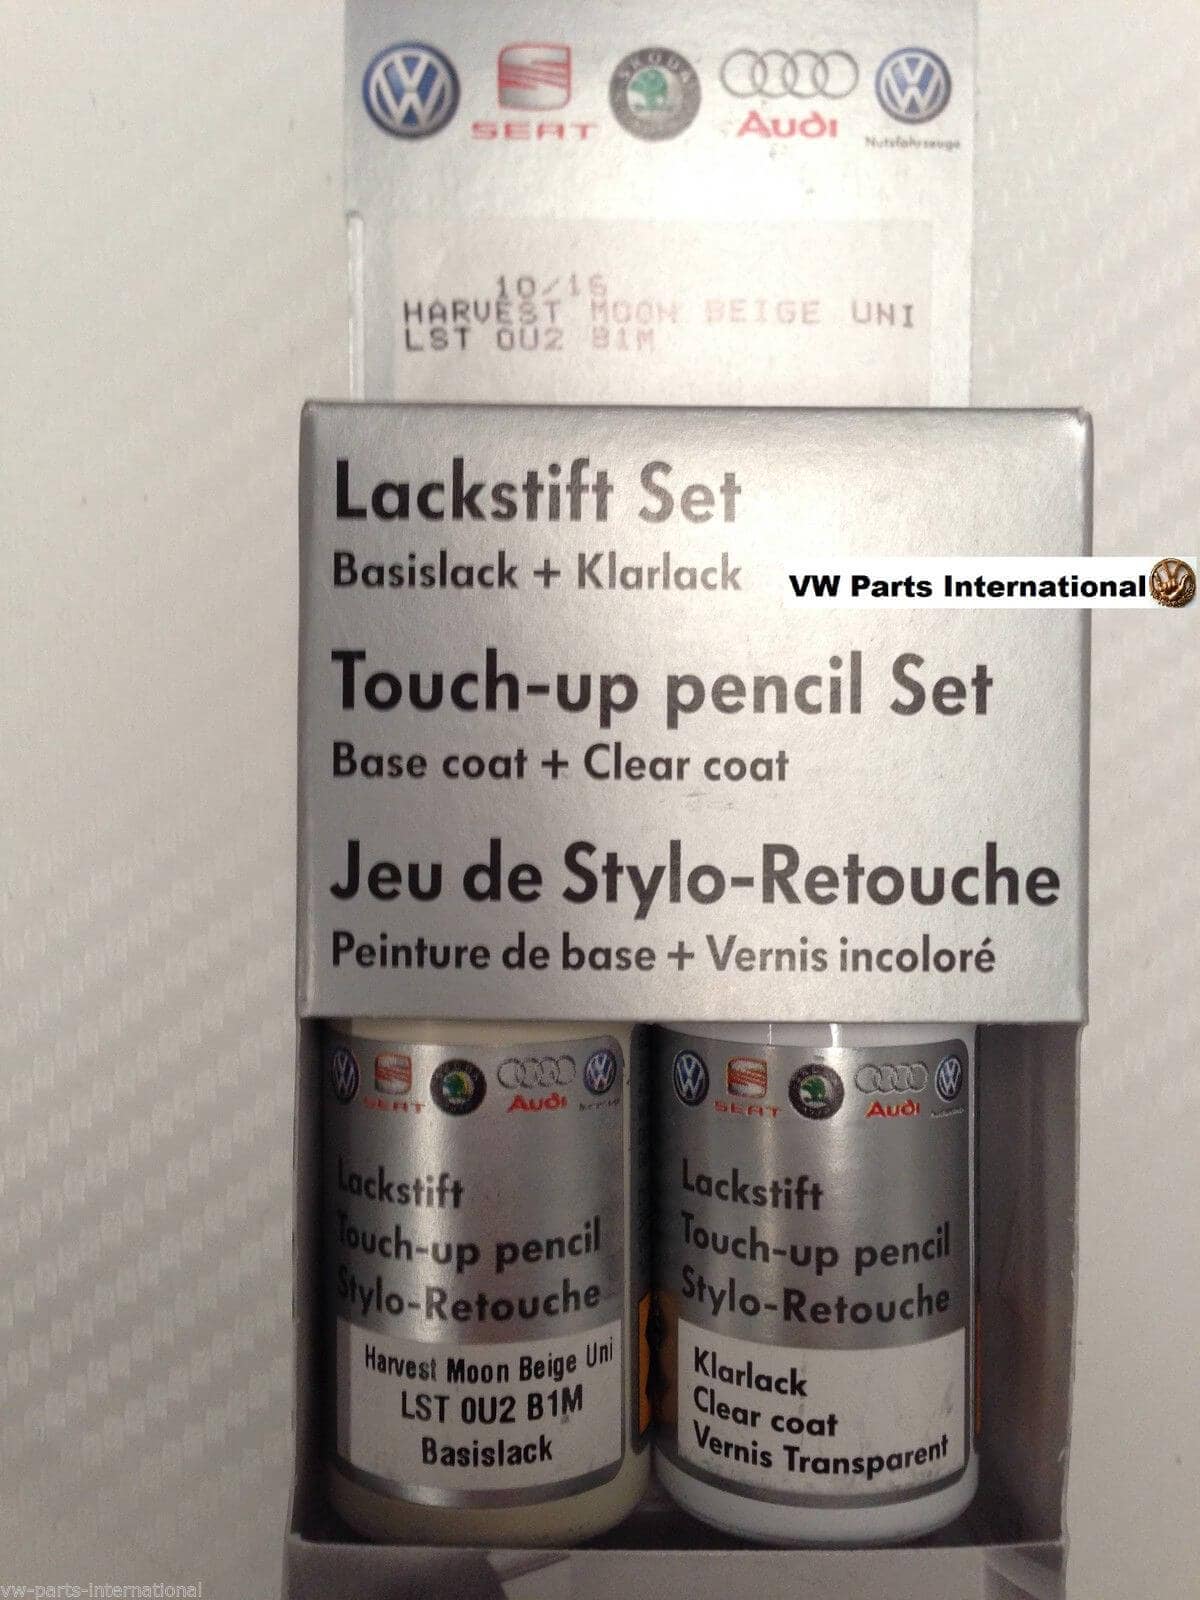 SEAT
SKODA
Audi
Nutzfahrzeuge
10/16
HARVEST MOON BEIGE UNI
LST 0U2 B1M
Lackstift Set
Basislack + Klarlack
VW Parts International
Touch-up pencil Set
Base coat + Clear coat
Jeu de Stylo-Retouche
Peinture de base + Vernis incoloré
SEAT
Audi
Lackstift
Touch-up pencil
Stylo-Retouche
Harvest Moon Beige Uni
LST 0U2 B1M
Basislack
SEAT
Audi
Lackstift
Touch-up pencil
Stylo-Retouche
Klarlack
Clear coat
Vernis Transparent
vw-parts-international